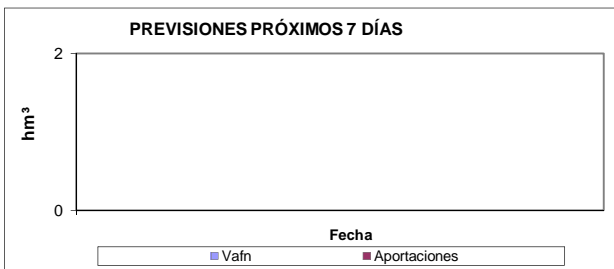 PREVISIONES PRÓXIMOS 7 DÍAS
2
hm³
0
Fecha
Vafn Aportaciones